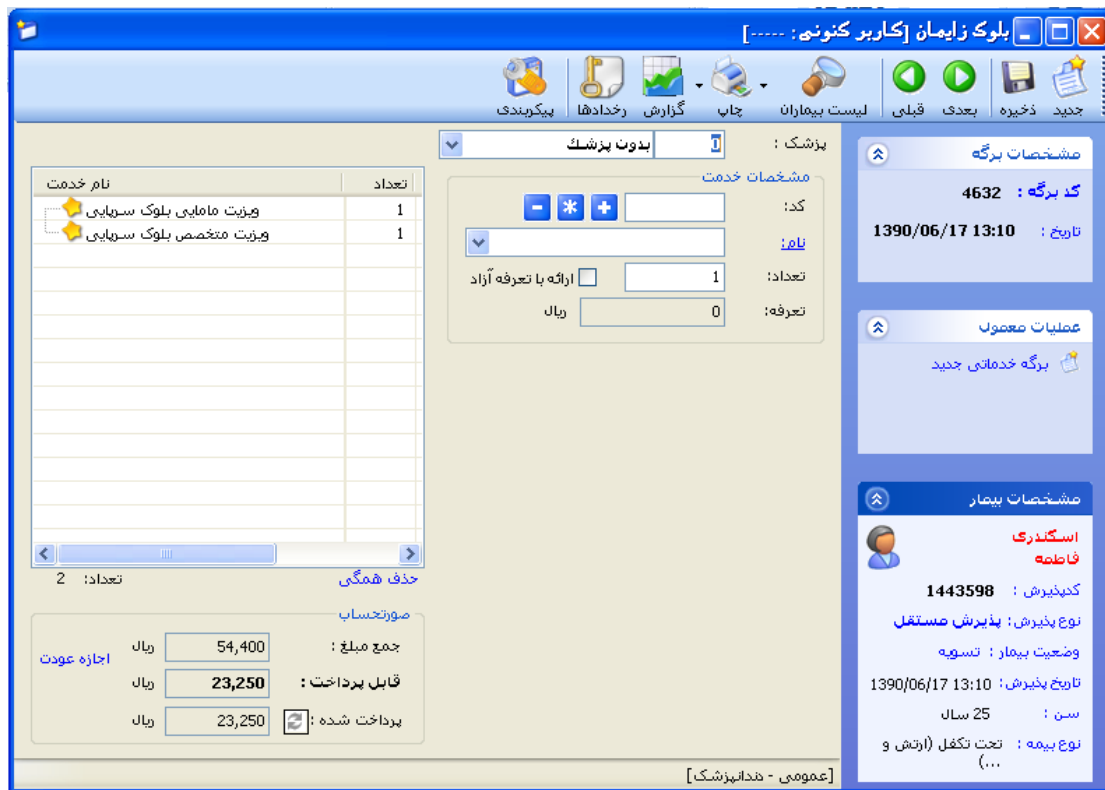 بلوک زایمان [کاربر کنونی: -----]
جدید
ذخیره
بعدی
قبلی
لیست بیماران
چاپ
گزارش
رخدادها
پیکربندی
مشخصات برگه
کد برگه : 4632
تاریخ : 1390/06/17 13:10
عملیات معمول
برگه خدماتی جدید
مشخصات بیمار
اسکندری
فاطمه
کدپذیرش : 1443598
نوع پذیرش: پذیرش مستقل
وضعیت بیمار : تسویه
تاریخ پذیرش: 1390/06/17 13:10
سن : 25 سال
نوع بیمه : تحت تکفل (ارتش و
...)
پزشک : 0 بدون پزشك
مشخصات خدمت
کد: + * -
نام:
تعداد: 1 ارائه با تعرفه آزاد
تعرفه: 0 ریال
تعداد نام خدمت
1 ویزیت مامایی بلوک سرپایی
1 ویزیت متخصص بلوک سرپایی
حذف همگی
تعداد: 2
صورتحساب
جمع مبلغ : 54,400 ریال
اجازه عودت
قابل پرداخت : 23,250 ریال
پرداخت شده : 23,250 ریال
[عمومی - دندانپزشک]